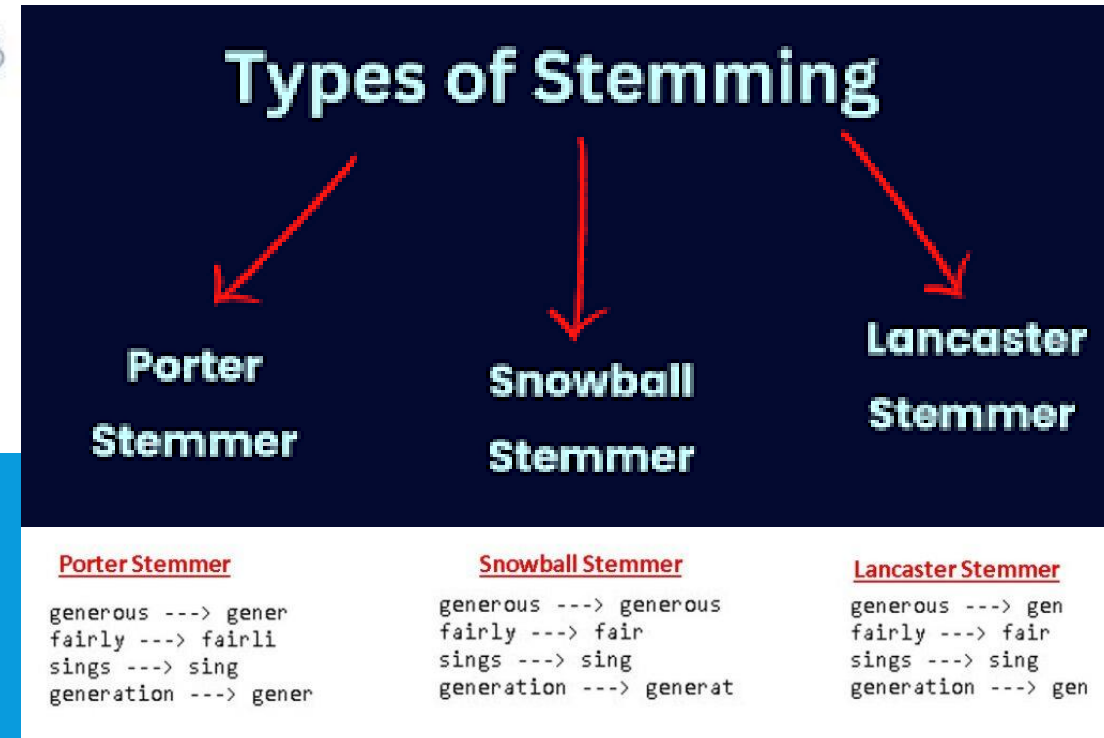 Types of Stemming
Porter
Stemmer
Snowball
Stemmer
Lancaster
Stemmer
Porter Stemmer
generous ---> gener
fairly ---> fairli
sings ---> sing
generation ---> gener
Snowball Stemmer
generous ---> generous
fairly ---> fair
sings ---> sing
generation ---> generat
Lancaster Stemmer
generous ---> gen
fairly ---> fair
sings ---> sing
generation ---> gen